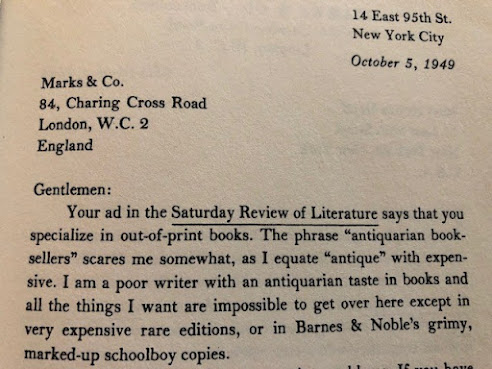 14 East 95th St.
New York City
October 5, 1949
Marks & Co.
84, Charing Cross Road
London, W.C. 2
England
Gentlemen:
Your ad in the Saturday Review of Literature says that you
specialize in out-of-print books. The phrase “antiquarian book-
sellers” scares me somewhat, as I equate “antique” with expen-
sive. I am a poor writer with an antiquarian taste in books and
all the things I want are impossible to get over here except in
very expensive rare editions, or in Barnes & Noble’s grimy,
marked-up schoolboy copies.
If you have